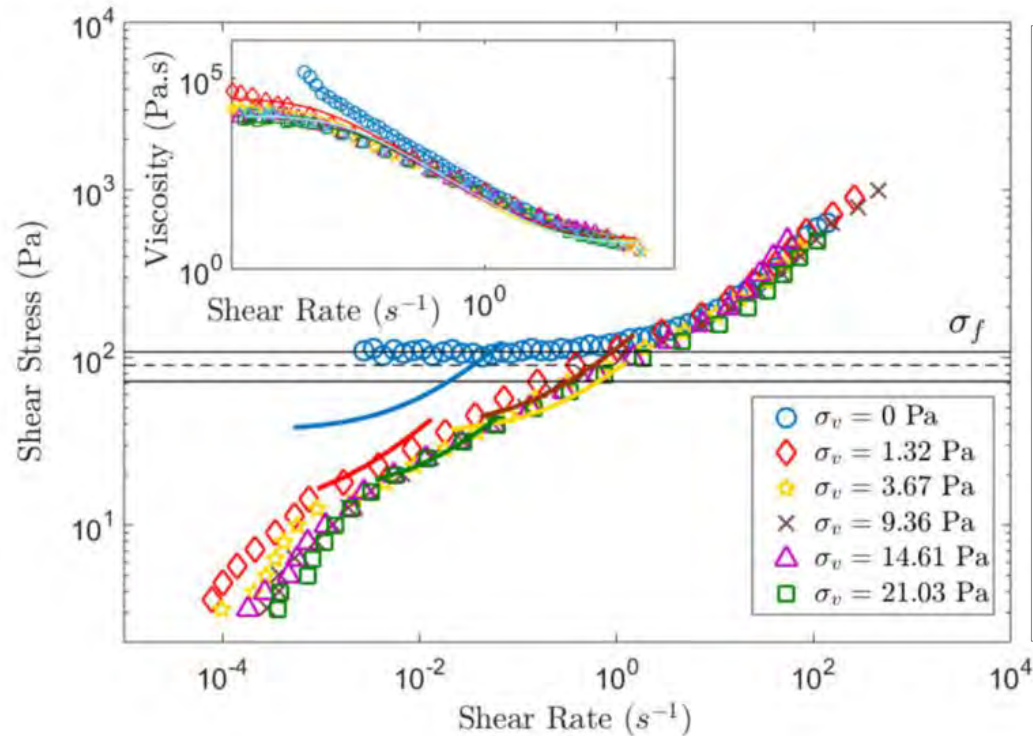 10^4
10^5
Viscosity (Pa.s)
10^0
Shear Rate (s^{-1})
10^0
10^3
Shear Stress (Pa)
σ_f
10^2
σ_v = 0 Pa
σ_v = 1.32 Pa
σ_v = 3.67 Pa
σ_v = 9.36 Pa
σ_v = 14.61 Pa
σ_v = 21.03 Pa
10^1
10^{-4}
10^{-2}
10^0
10^2
10^4
Shear Rate (s^{-1})